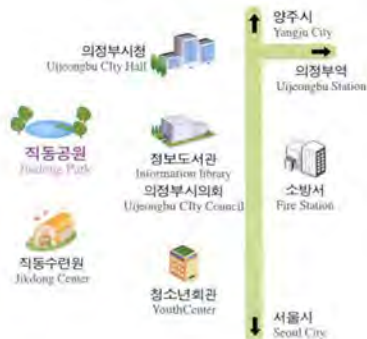 양주시
Yangju City
의정부시청
Uijeongbu CIty Hall
의정부역
Uijeongbu Station
직동공원
Park
정보도서관
Information library
의정부시의회
Uijeongbu CIty Council
소방서
Fire Station
직동수련원
Jikdong Center
청소년회관
YouthCenter
서울시
Seoul City